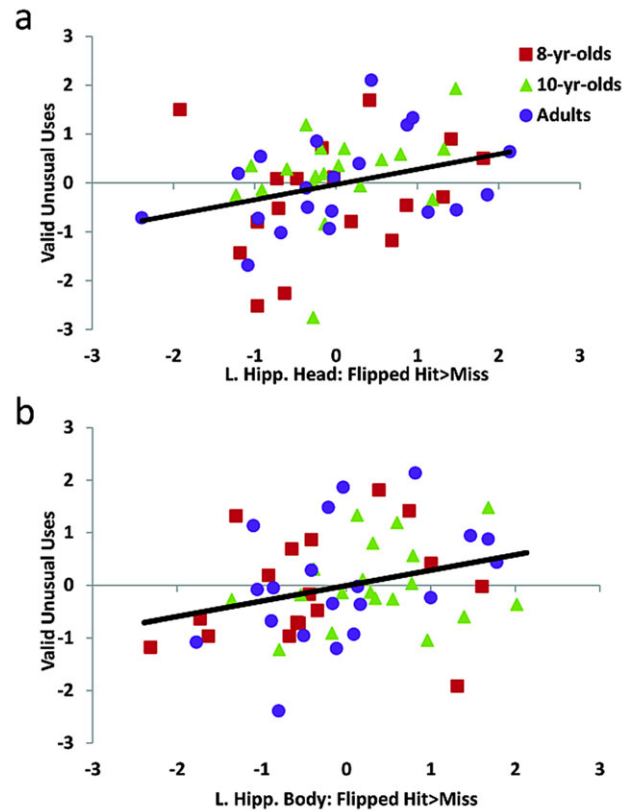 a
3
2
1
0
-1
-2
-3
Valid Unusual Uses
8-yr-olds
10-yr-olds
Adults
-3 -2 -1 0 1 2 3
L. Hipp. Head: Flipped Hit>Miss
b
3
2
1
0
-1
-2
-3
Valid Unusual Uses
-3 -2 -1 0 1 2 3
L. Hipp. Body: Flipped Hit>Miss